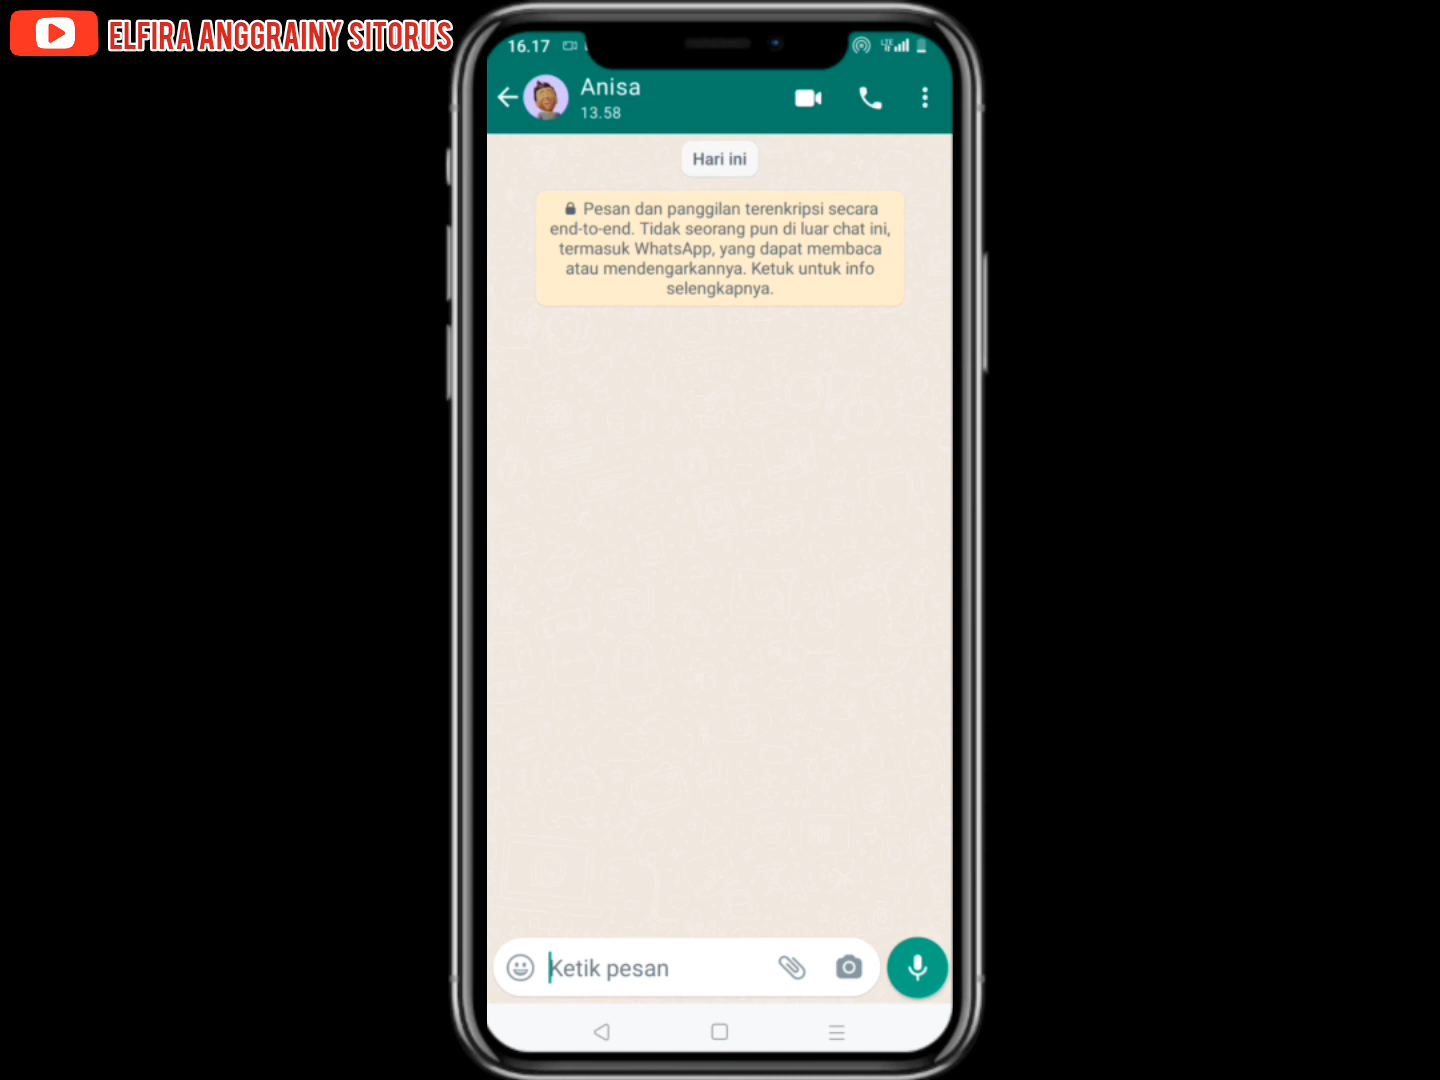 ELFIRA ANGGRAINY SITORUS
16.17
LTE
Anisa
13.58
Hari ini
Pesan dan panggilan terenkripsi secara
end-to-end. Tidak seorang pun di luar chat ini,
termasuk WhatsApp, yang dapat membaca
atau mendengarkannya. Ketuk untuk info
selengkapnya.
Ketik pesan